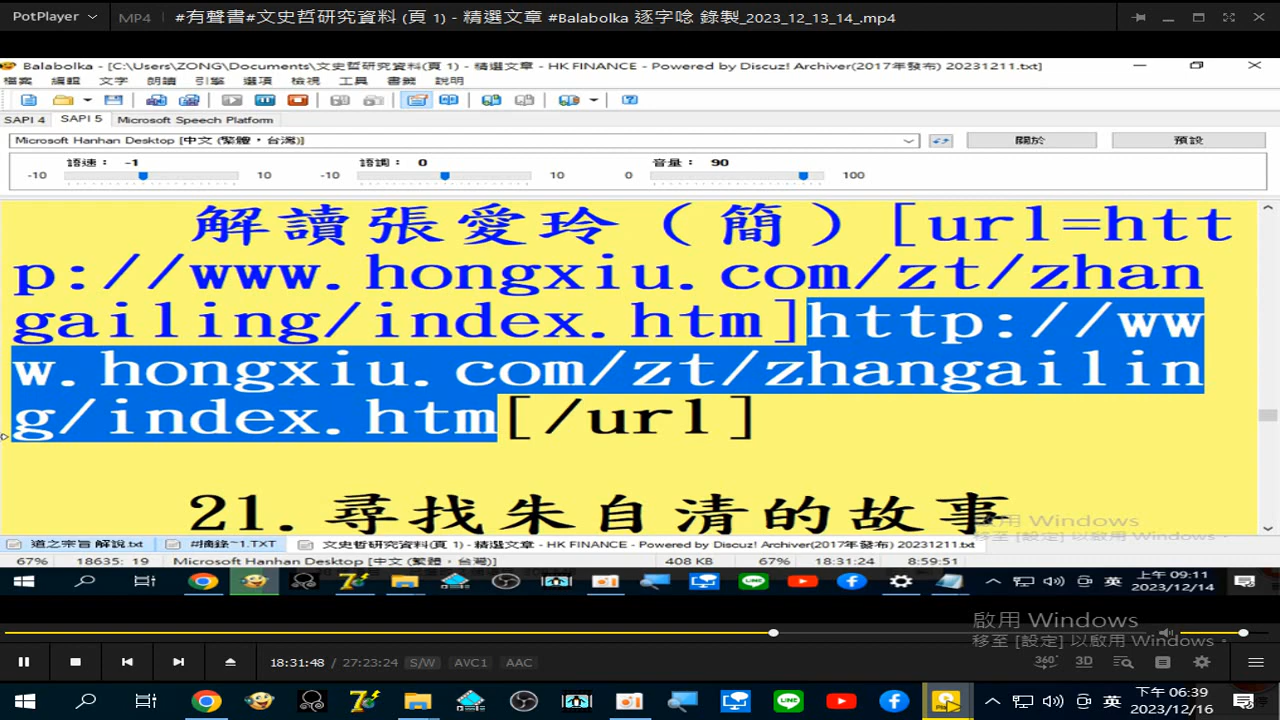 PotPlayer MP4 #有聲書#文史哲研究資料 (頁 1) - 精選文章 #Balabolka 逐字唸 錄製_2023_12_13_14_.mp4
Balabolka - [C:\Users\ZONG\Documents\文史哲研究資料(頁 1) - 精選文章 - HK FINANCE - Powered by Discuz! Archiver(2017年發布) 20231211.txt]
檔案 編輯 文字 朗讀 引擎 選項 檢視 工具 書籤 說明
SAPI 4 SAPI 5 Microsoft Speech Platform
Microsoft Hanhan Desktop [中文 (繁體，台灣)] 關於 預設
語速： -1 語調： 0 音量： 90
-10 10 -10 10 0 100
解讀張愛玲（簡）[url=htt
p://www.hongxiu.com/zt/zhan
gailing/index.htm]http://ww
w.hongxiu.com/zt/zhangailin
g/index.htm[/url]
21.尋找朱自清的故事
啟用 Windows
移至 [設定] 以啟用 Windows。
道之宗旨 解說.txt #摘錄~1.TXT 文史哲研究資料(頁 1) - 精選文章 - HK FINANCE - Powered by Discuz! Archiver(2017年發布) 20231211.txt
67% 18635: 19 Microsoft Hanhan Desktop [中文 (繁體，台灣)] 408 KB 67% 18:31:24 8:59:51
英 上午 09:11
2023/12/14
啟用 Windows
移至 [設定] 以啟用 Windows。
18:31:48 / 27:23:24 S/W AVC1 AAC 360° 3D
英 下午 06:39
2023/12/16